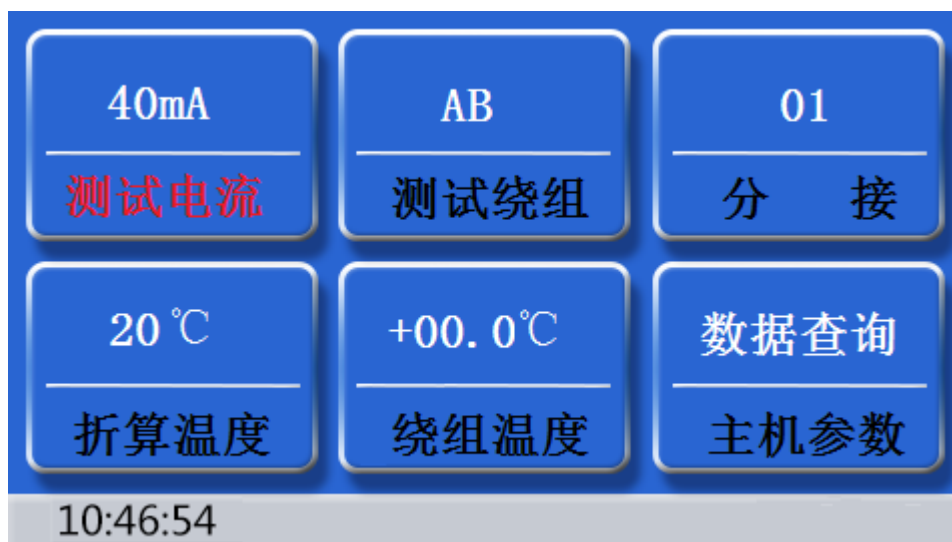 40mA
测试电流
AB
测试绕组
01
分 接
20℃
折算温度
+00.0℃
绕组温度
数据查询
主机参数
10:46:54